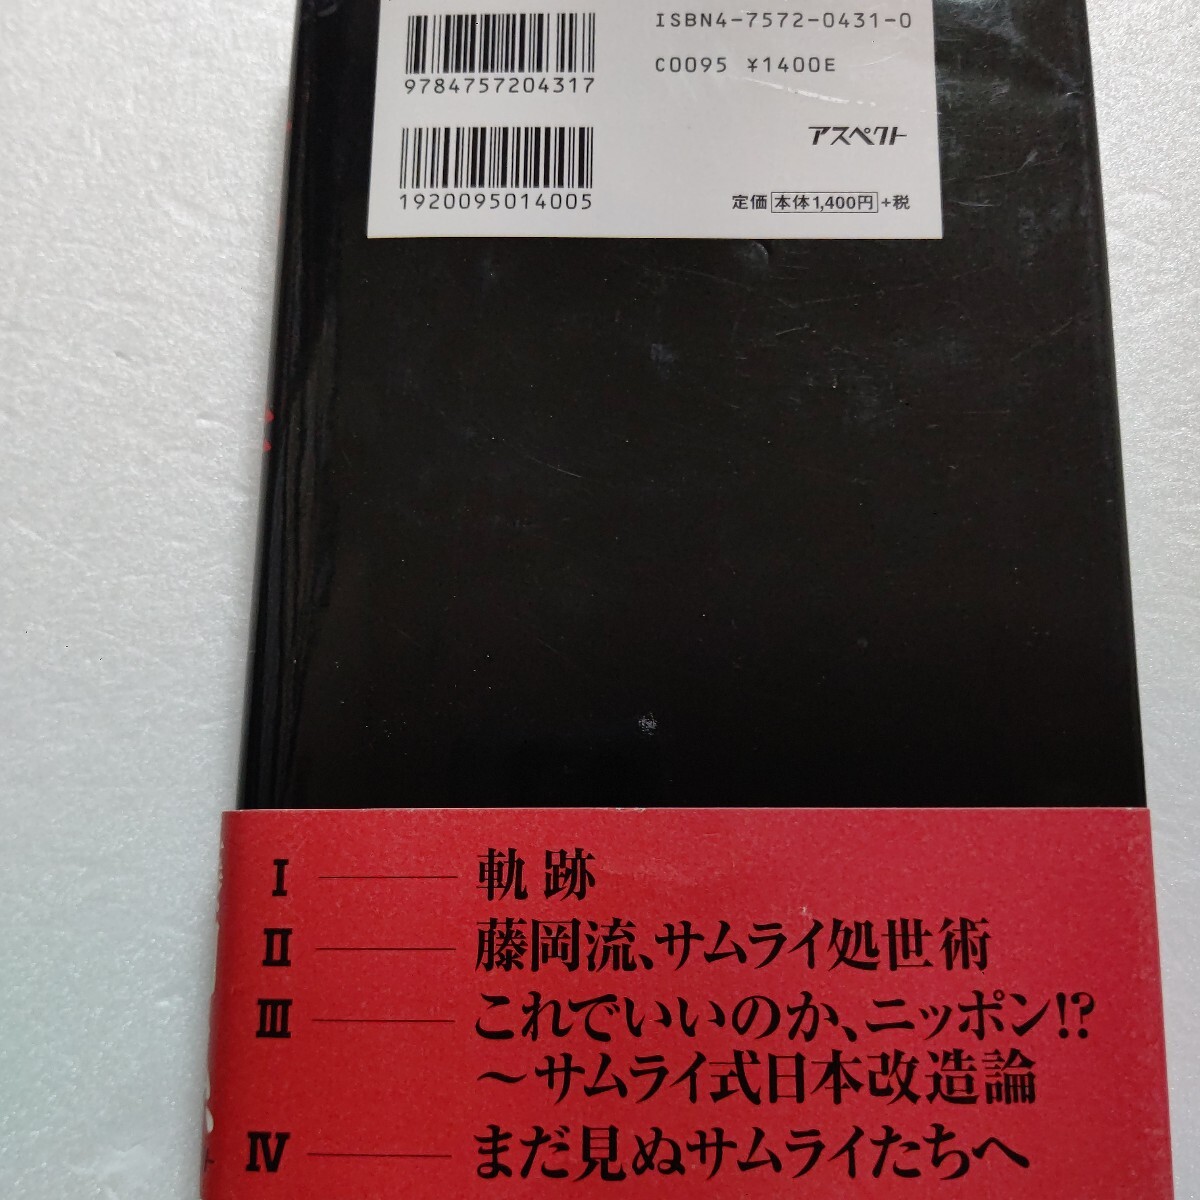 ISBN4-7572-0431-0
9784757204317
C0095 ¥1400E
アスペクト
1920095014005
定価 本体1,400円 +税
I 軌跡
II 藤岡流、サムライ処世術
III これでいいのか、ニッポン!?
~サムライ式日本改造論
IV まだ見ぬサムライたちへ